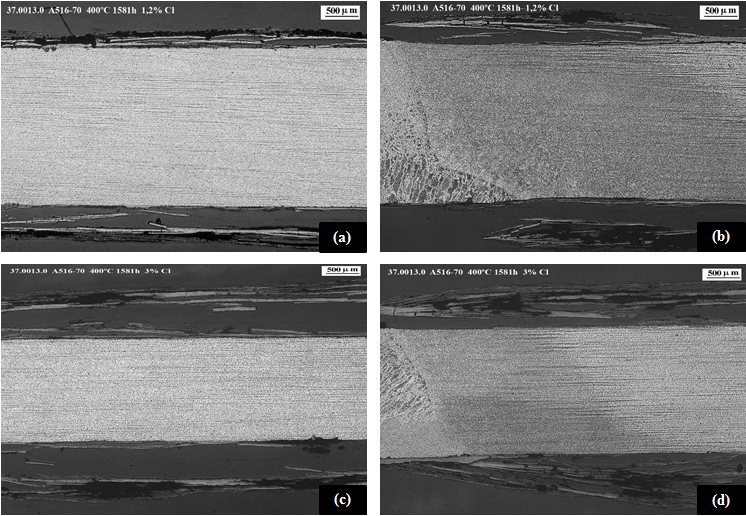 37.0013.0 A516-70 400°C 1581h 1,2% Cl
500 µm
(a)
37.0013.0 A516-70 400°C 1581h 1,2% Cl
500 µm
(b)
37.0013.0 A516-70 400°C 1581h 3% Cl
500 µm
(c)
37.0013.0 A516-70 400°C 1581h 3% Cl
500 µm
(d)